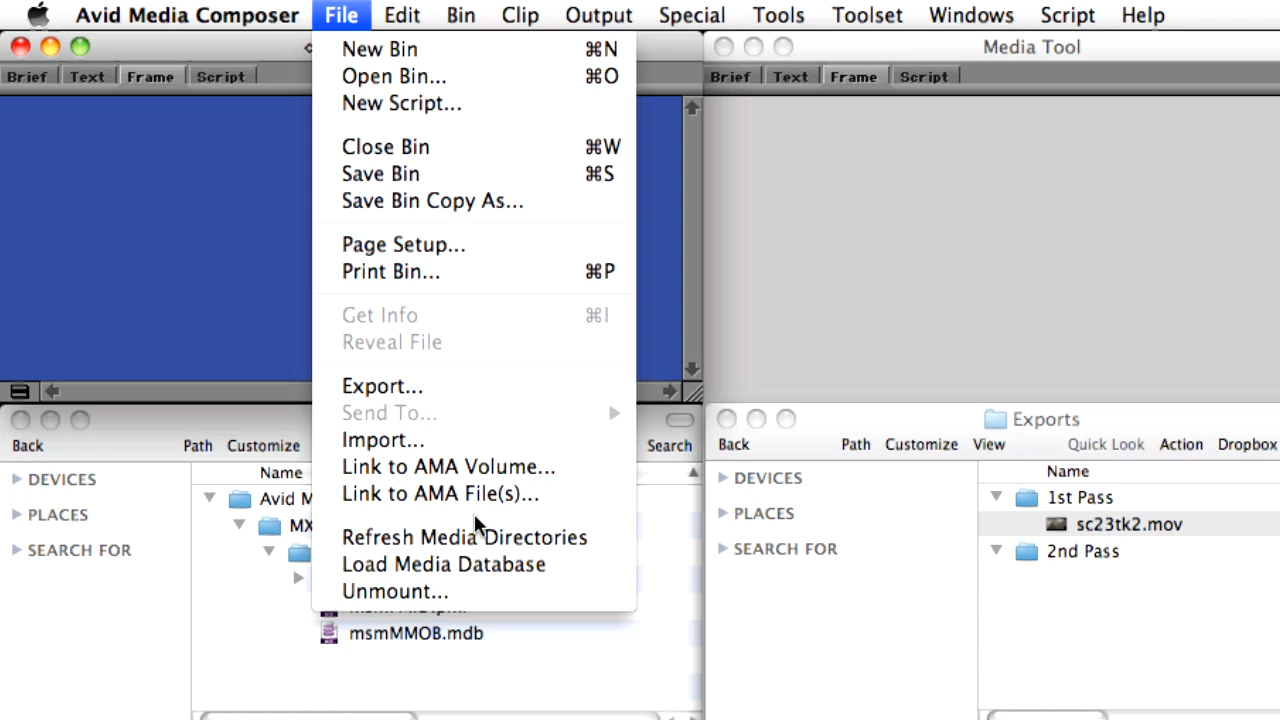 Avid Media Composer File Edit Bin Clip Output Special Tools Toolset Windows Script Help
Brief Text Frame Script
New Bin ⌘N
Open Bin... ⌘O
New Script...
Close Bin ⌘W
Save Bin ⌘S
Save Bin Copy As...
Page Setup...
Print Bin... ⌘P
Get Info ⌘I
Reveal File
Export...
Send To...
Import...
Link to AMA Volume...
Link to AMA File(s)...
Refresh Media Directories
Load Media Database
Unmount...
Media Tool
Brief Text Frame Script
Back Path Customize Search
Name
DEVICES
PLACES
SEARCH FOR
Avid M
MX
msmMMOB.mdb
Exports
Back Path Customize View Quick Look Action Dropbox
Name
DEVICES
PLACES
SEARCH FOR
1st Pass
sc23tk2.mov
2nd Pass